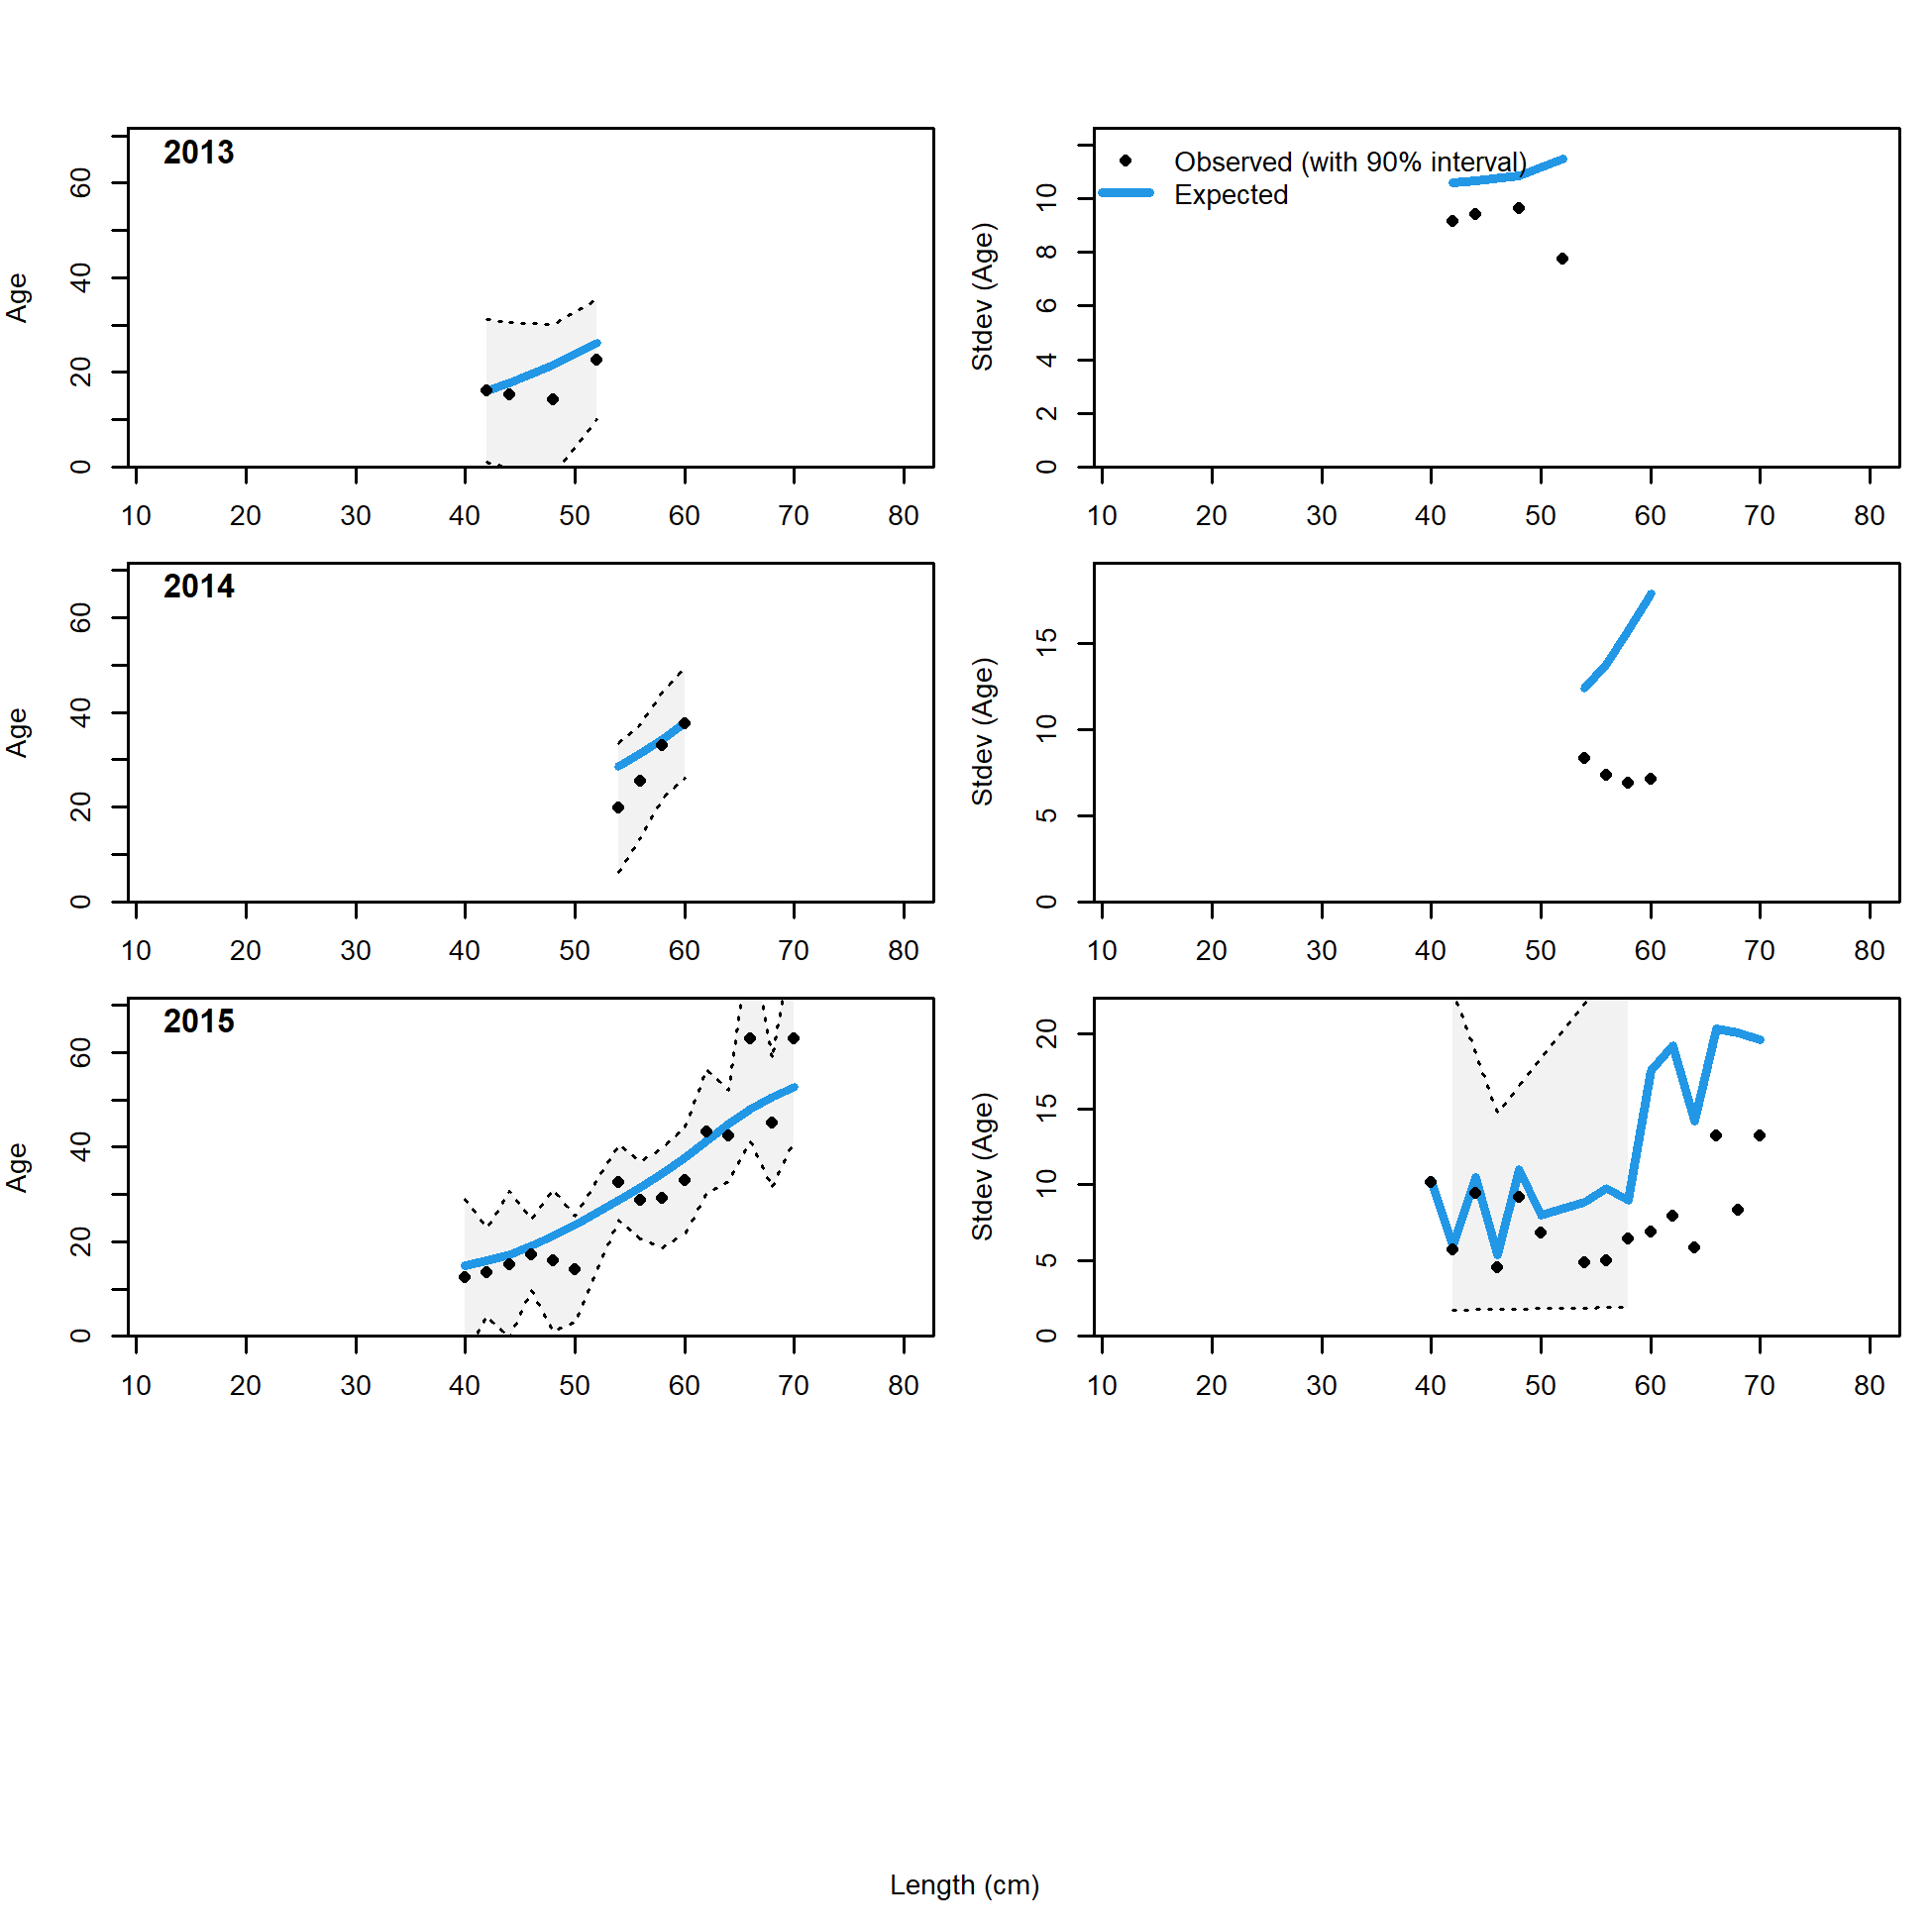 2013
Age
0 20 40 60
10 20 30 40 50 60 70 80
Observed (with 90% interval)
Expected
Stdev (Age)
0 2 4 6 8 10
10 20 30 40 50 60 70 80
2014
Age
0 20 40 60
10 20 30 40 50 60 70 80
Stdev (Age)
0 5 10 15
10 20 30 40 50 60 70 80
2015
Age
0 20 40 60
10 20 30 40 50 60 70 80
Stdev (Age)
0 5 10 15 20
10 20 30 40 50 60 70 80
Length (cm)